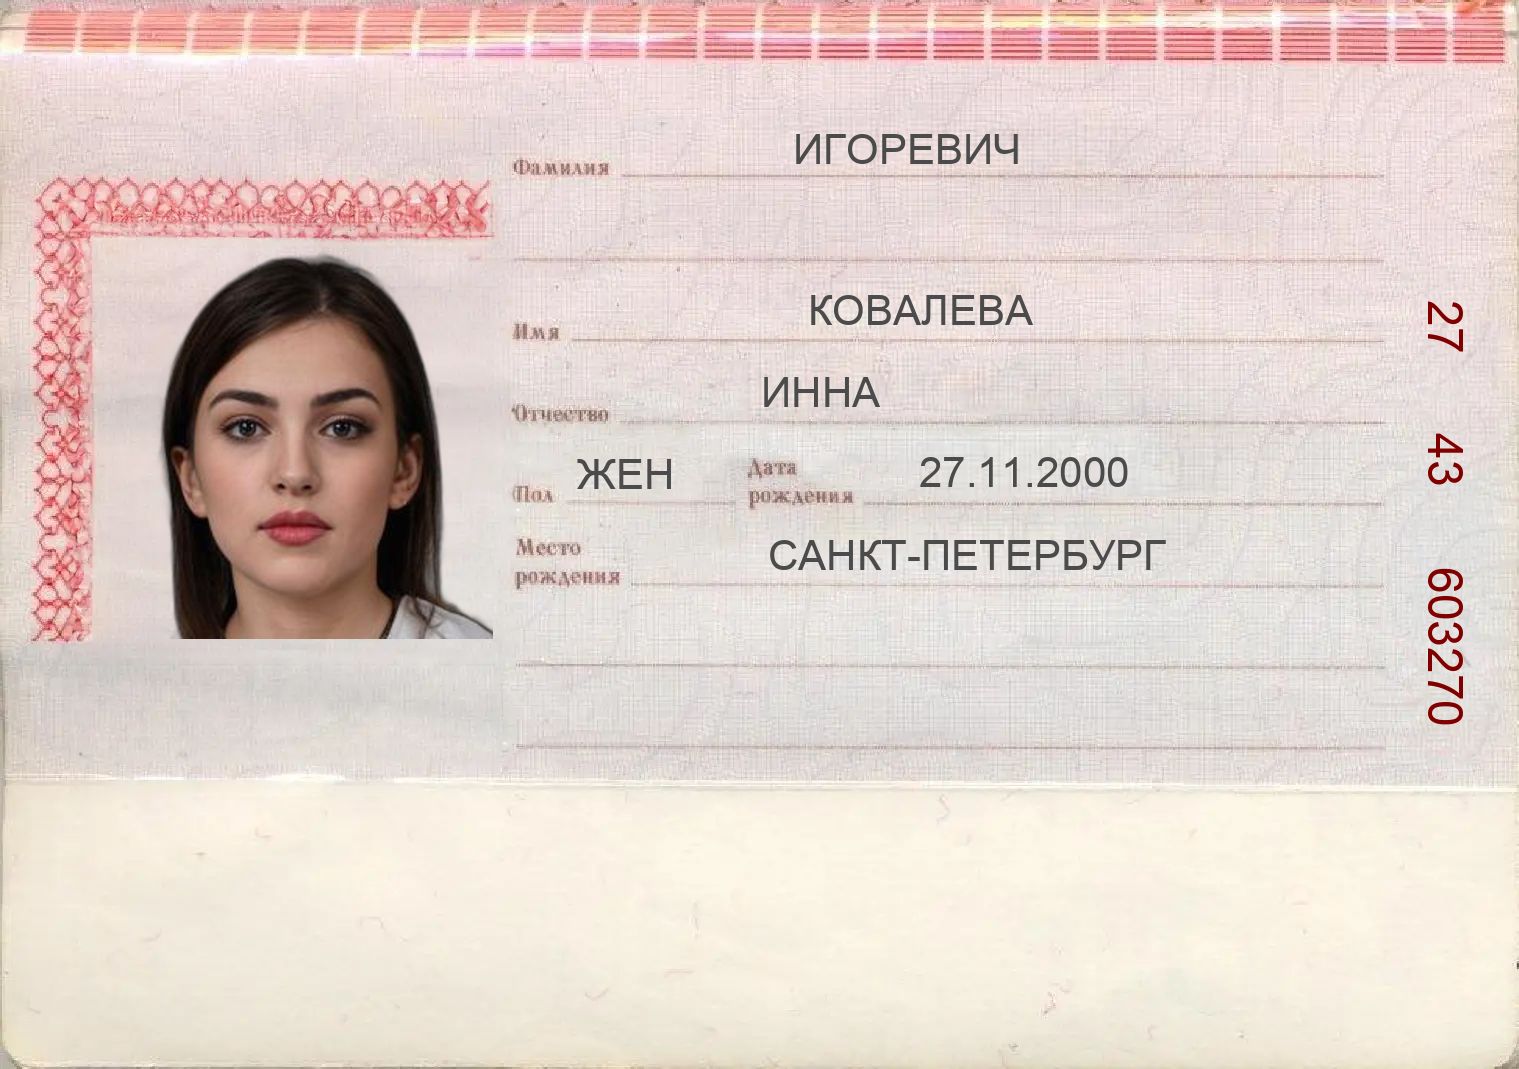 Фамилия ИГОРЕВИЧ
Имя КОВАЛЕВА
Отчество ИННА
Пол ЖЕН Дата рождения 27.11.2000
Место рождения САНКТ-ПЕТЕРБУРГ
27 43 603270